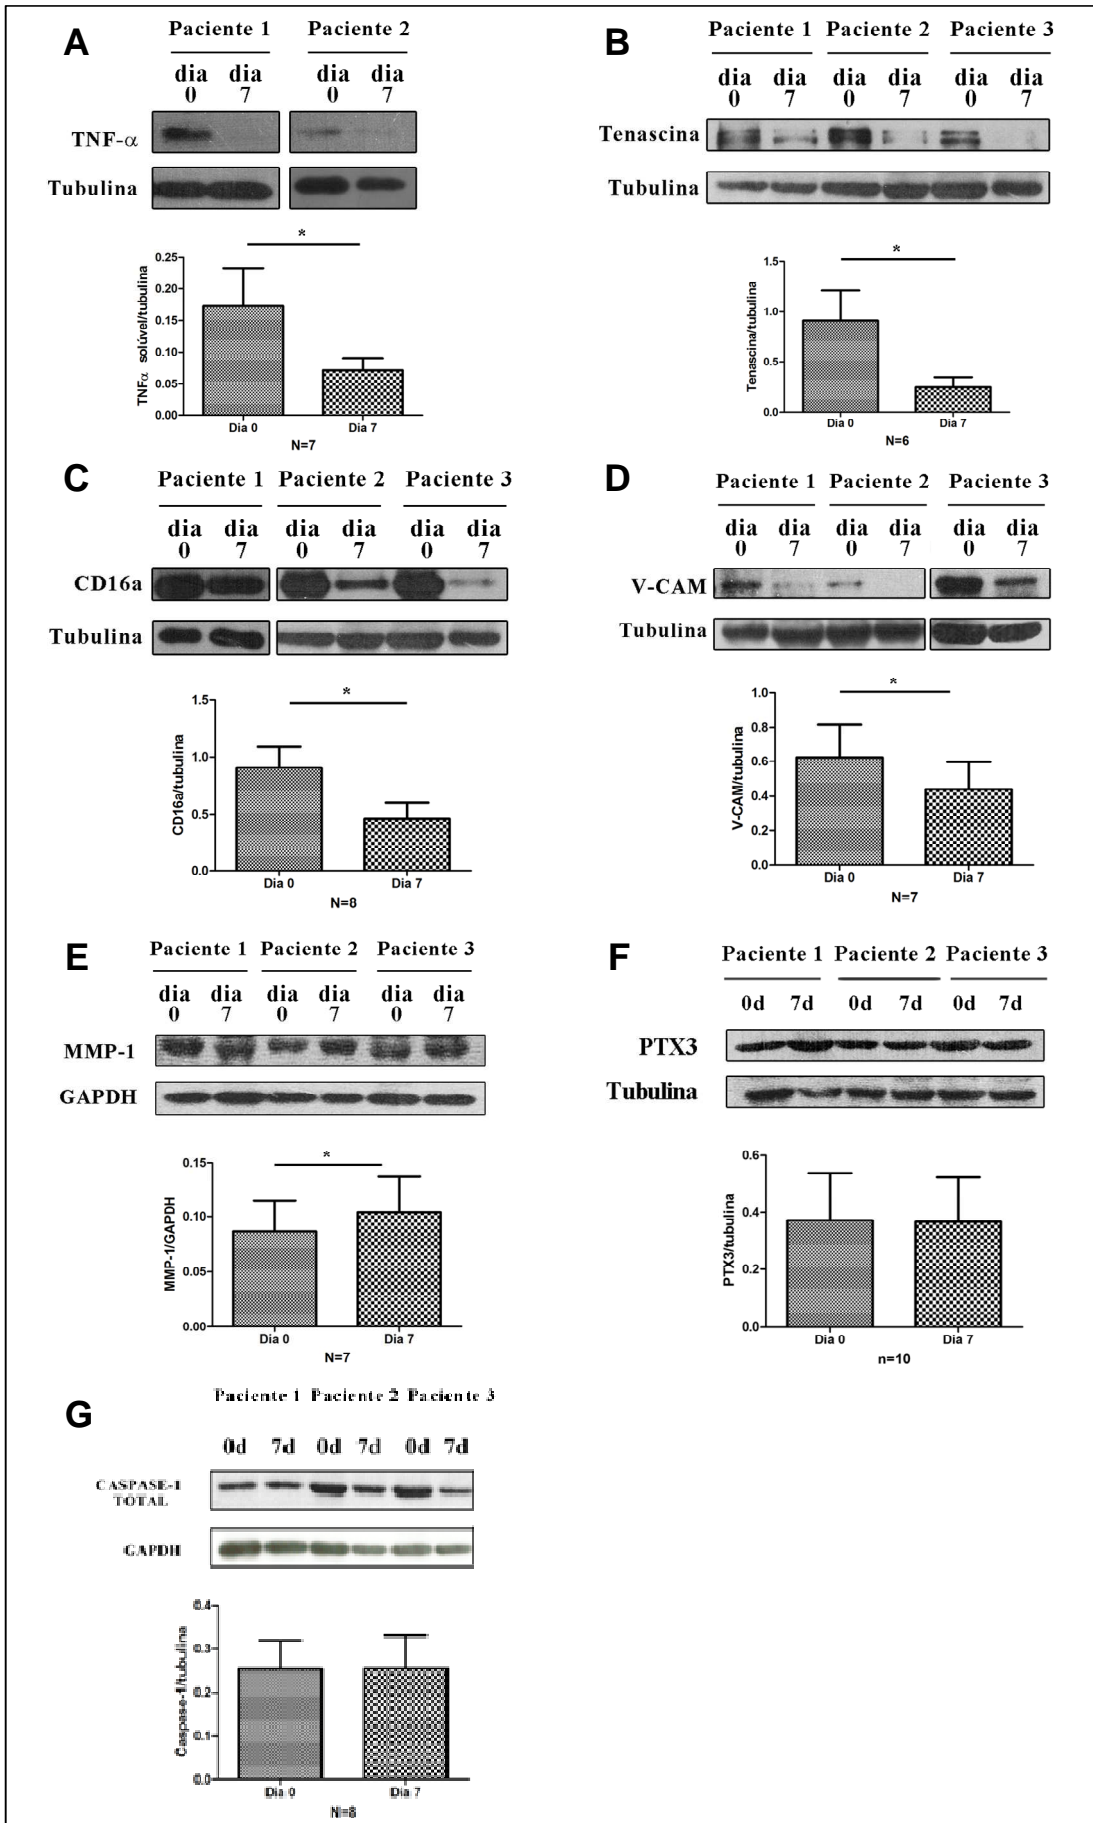 A
Paciente 1 Paciente 2
dia dia dia dia
0 7 0 7
TNF-α
Tubulina
*
TNFα solúvel/tubulina
0.25
0.20
0.15
0.10
0.05
0.00
Dia 0 Dia 7
N=7
B
Paciente 1 Paciente 2 Paciente 3
dia dia dia dia dia dia
0 7 0 7 0 7
Tenascina
Tubulina
*
Tenascina/tubulina
1.5
1.0
0.5
0.0
Dia 0 Dia 7
N=6
C
Paciente 1 Paciente 2 Paciente 3
dia dia dia dia dia dia
0 7 0 7 0 7
CD16a
Tubulina
*
CD16a/tubulina
1.5
1.0
0.5
0.0
Dia 0 Dia 7
N=8
D
Paciente 1 Paciente 2 Paciente 3
dia dia dia dia dia dia
0 7 0 7 0 7
V-CAM
Tubulina
*
V-CAM/tubulina
1.0
0.8
0.6
0.4
0.2
0.0
Dia 0 Dia 7
N=7
E
Paciente 1 Paciente 2 Paciente 3
dia dia dia dia dia dia
0 7 0 7 0 7
MMP-1
GAPDH
*
MMP-1/GAPDH
0.15
0.10
0.05
0.00
Dia 0 Dia 7
N=7
F
Paciente 1 Paciente 2 Paciente 3
0d 7d 0d 7d 0d 7d
PTX3
Tubulina
PTX3/tubulina
0.6
0.4
0.2
0.0
Dia 0 Dia 7
n=10
G
Paciente 1 Paciente 2 Paciente 3
0d 7d 0d 7d 0d 7d
CASPASE-1
TOTAL
GAPDH
Caspase-1/tubulina
0.4
0.3
0.2
0.1
0.0
Dia 0 Dia 7
N=8